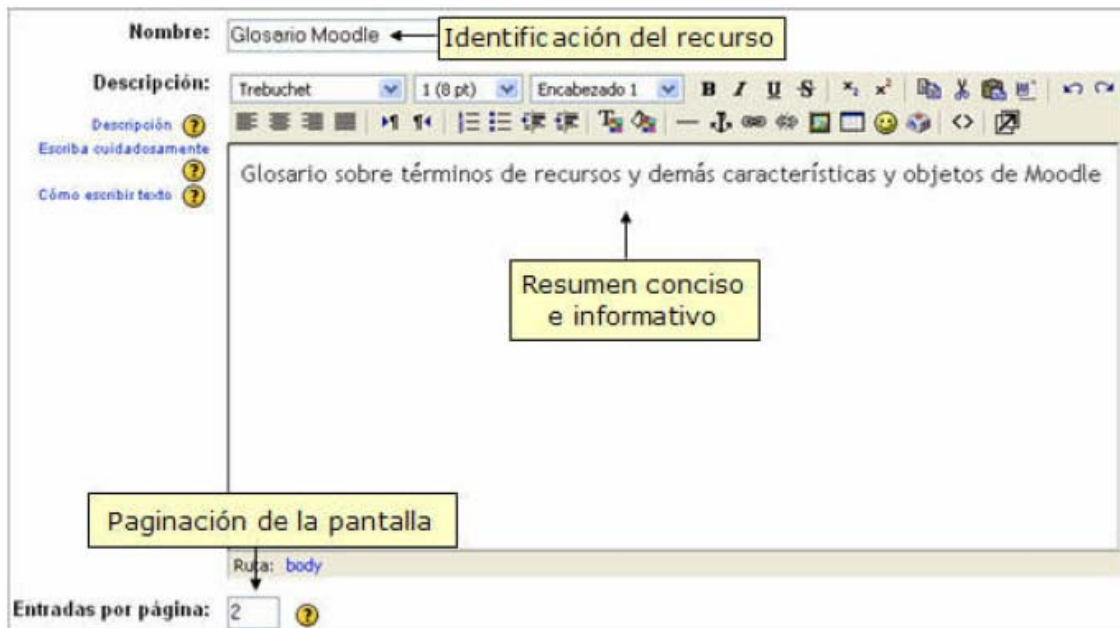 Nombre: Glosario Moodle Identificación del recurso
Descripción: Trebuchet 1 (8 pt) Encabezado 1 B I U S x₂ x²
Descripción
Escriba cuidadosamente
Cómo escribir texto
Glosario sobre términos de recursos y demás características y objetos de Moodle
Resumen conciso
e informativo
Paginación de la pantalla
Ruta: body
Entradas por página: 2